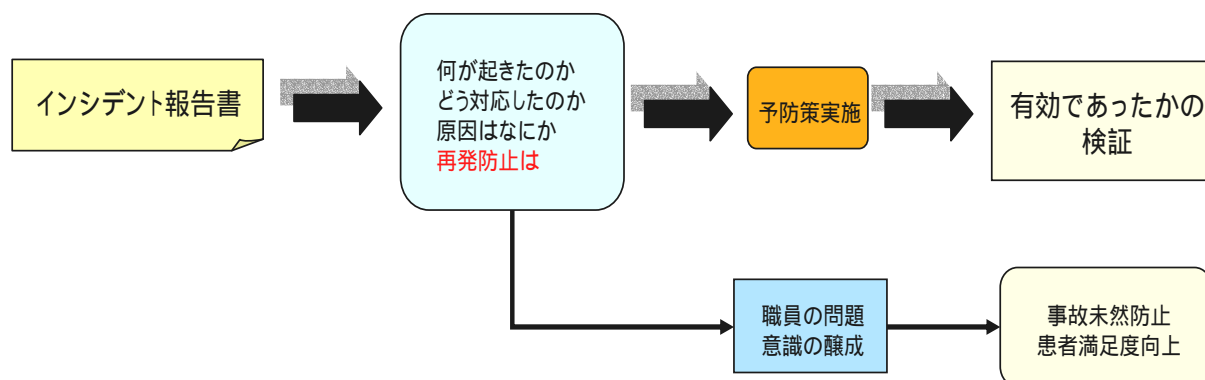 インシデント報告書
何が起きたのか
どう対応したのか
原因はなにか
再発防止は
予防策実施
有効であったかの
検証
職員の問題
意識の醸成
事故未然防止
患者満足度向上